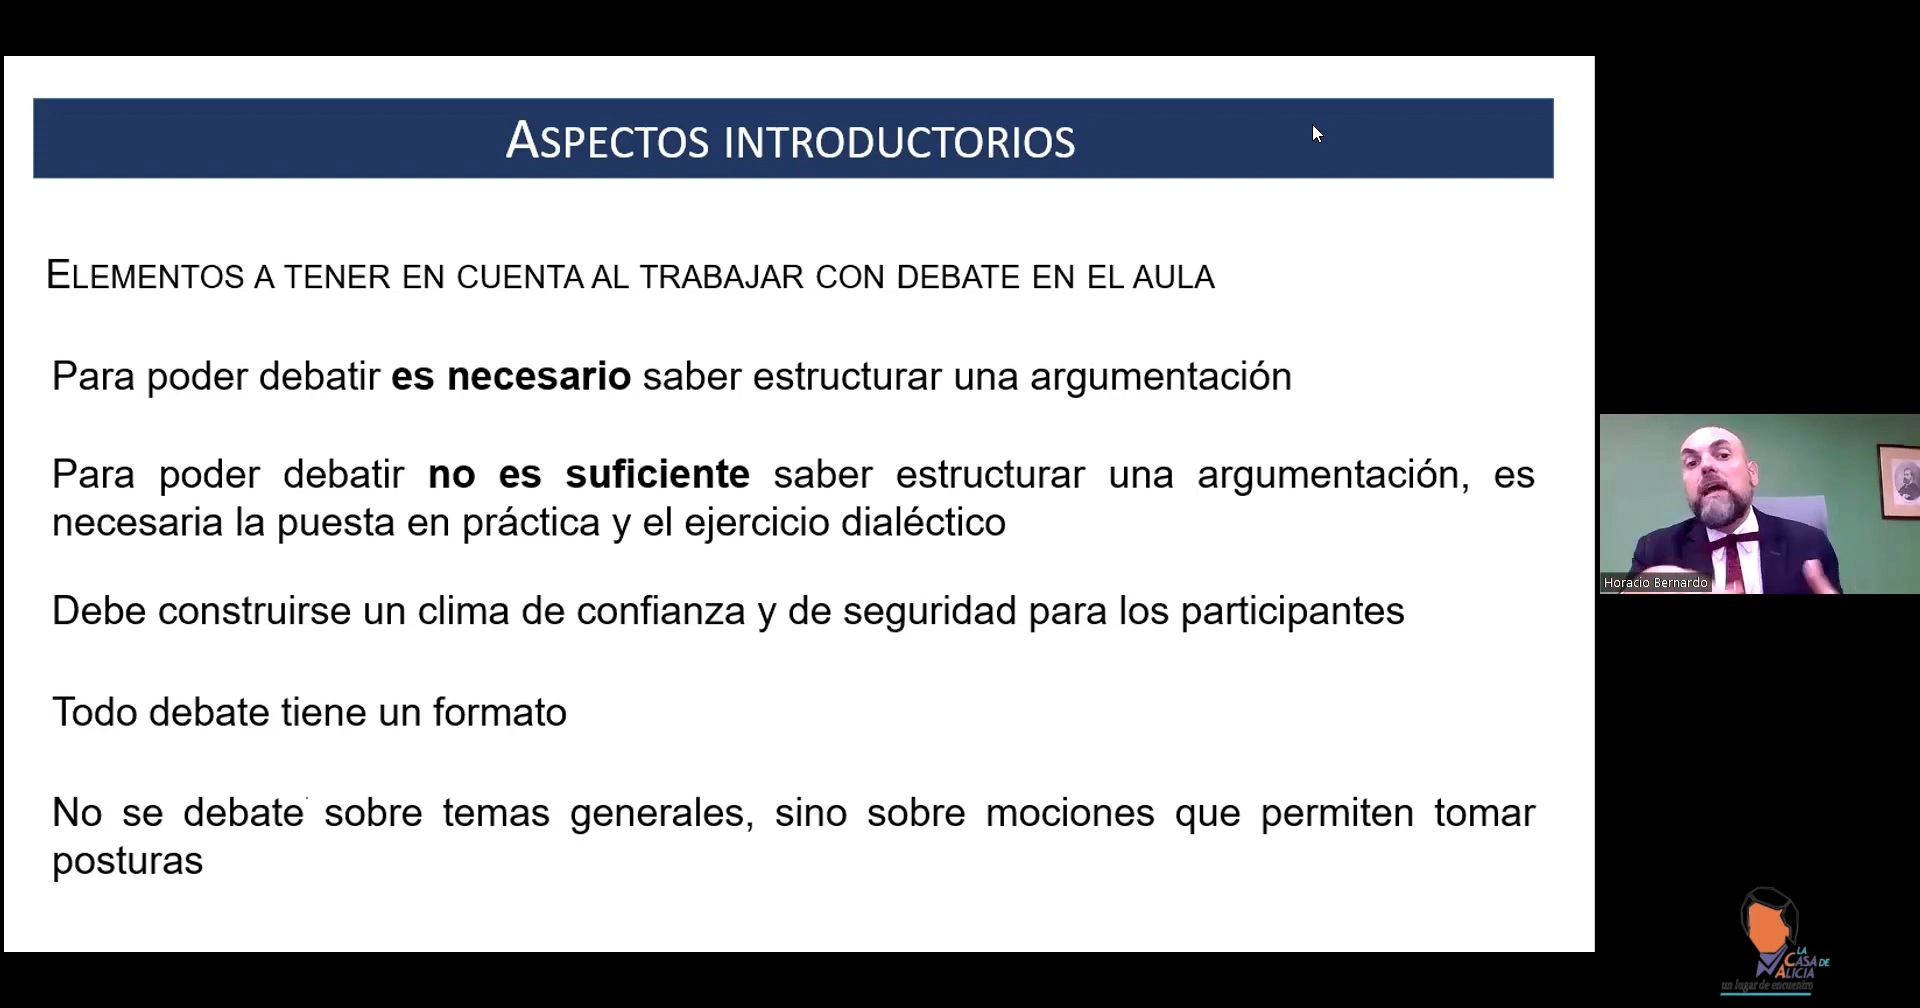 ASPECTOS INTRODUCTORIOS
ELEMENTOS A TENER EN CUENTA AL TRABAJAR CON DEBATE EN EL AULA
Para poder debatir es necesario saber estructurar una argumentación
Para poder debatir no es suficiente saber estructurar una argumentación, es
necesaria la puesta en práctica y el ejercicio dialéctico
Debe construirse un clima de confianza y de seguridad para los participantes
Todo debate tiene un formato
No se debate sobre temas generales, sino sobre mociones que permiten tomar
posturas
Horacio Bernardo
LA
CASA DE
ALICIA
un lugar de encuentro